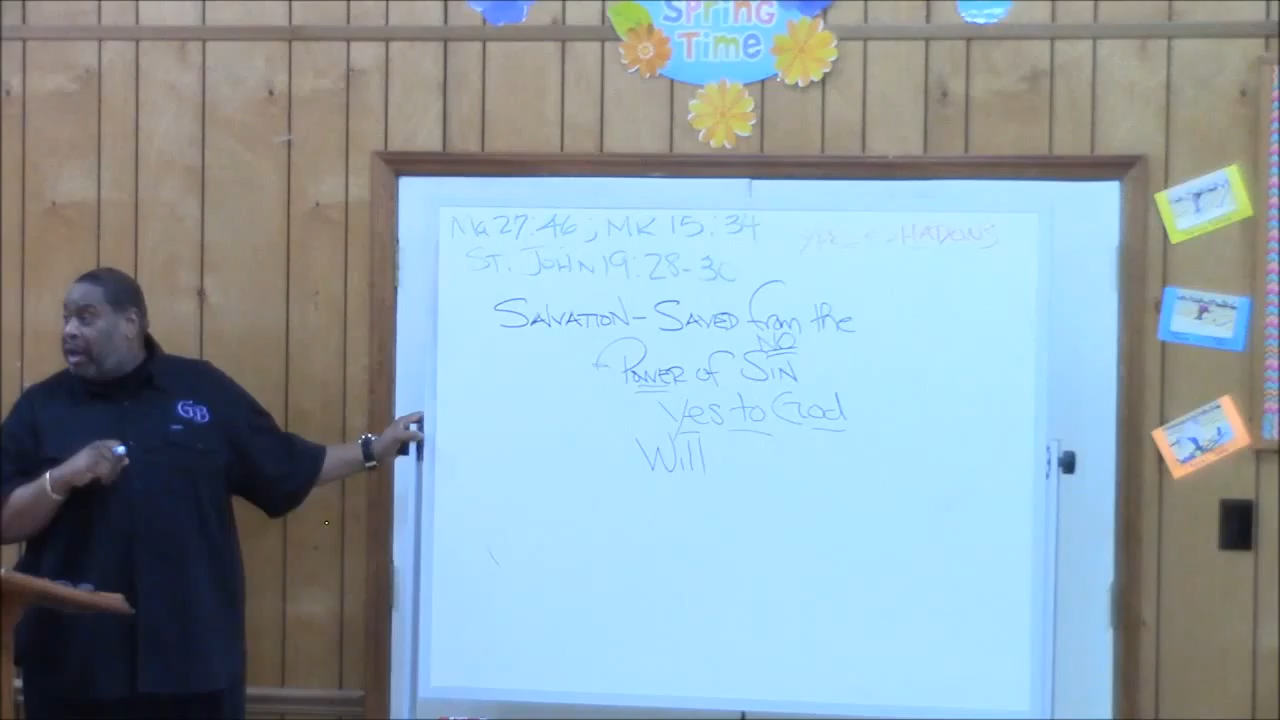 Spring
Time
Ma 27:46; MK 15:34
ST. JOHN 19:28-30
SALVATION - SAVED from the
NO
POWER of SIN
yes to God
Will
GB